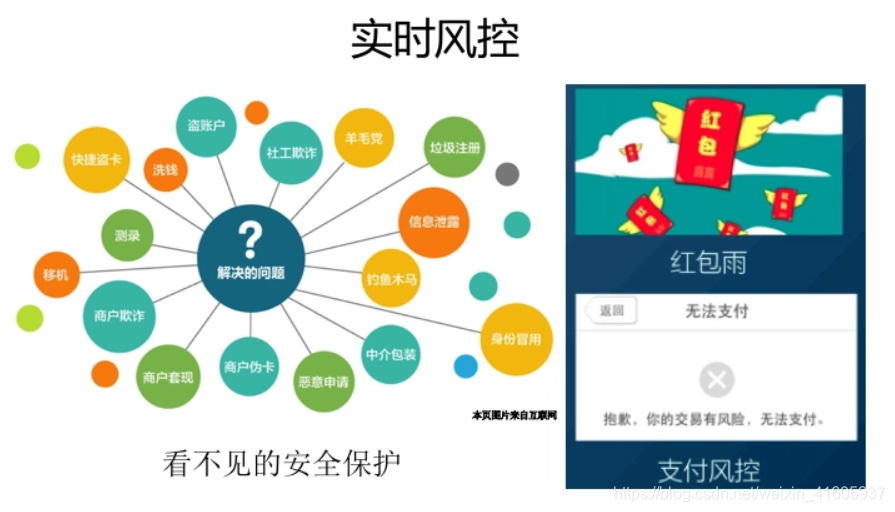 实时风控
盗账户
羊毛党
社工欺诈
垃圾注册
快捷盗卡
洗钱
信息泄露
测录
?
解决的问题
移机
钓鱼木马
商户欺诈
身份冒用
中介包装
商户套现
商户伪卡
恶意申请
本页图片来自互联网
看不见的安全保护
紅包
红包雨
返回
无法支付
抱歉，你的交易有风险，无法支付。
支付风控
https://blog.csdn.net/weixin_41605937